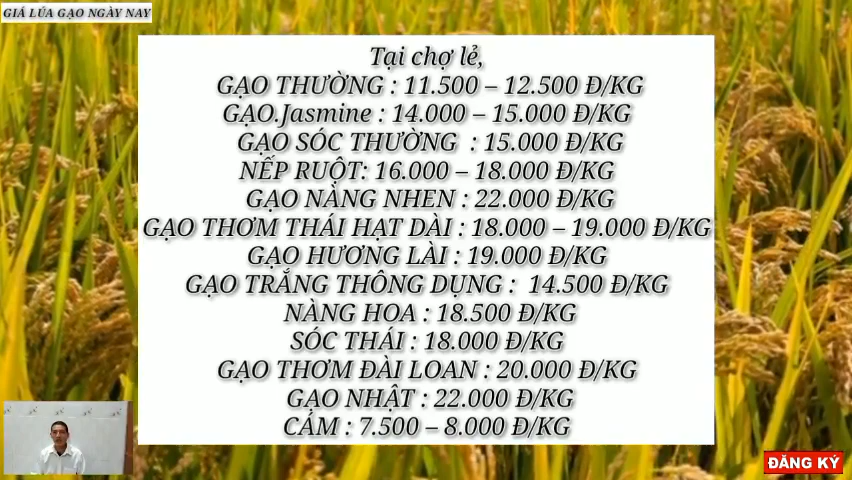 GIÁ LÚA GẠO NGÀY NAY
Tại chợ lẻ,
GẠO THƯỜNG : 11.500 – 12.500 Đ/KG
GẠO.Jasmine : 14.000 – 15.000 Đ/KG
GẠO SÓC THƯỜNG : 15.000 Đ/KG
NẾP RUỘT: 16.000 – 18.000 Đ/KG
GẠO NÀNG NHEN : 22.000 Đ/KG
GẠO THƠM THÁI HẠT DÀI : 18.000 – 19.000 Đ/KG
GẠO HƯƠNG LÀI : 19.000 Đ/KG
GẠO TRẮNG THÔNG DỤNG : 14.500 Đ/KG
NÀNG HOA : 18.500 Đ/KG
SÓC THÁI : 18.000 Đ/KG
GẠO THƠM ĐÀI LOAN : 20.000 Đ/KG
GẠO NHẬT : 22.000 Đ/KG
CÁM : 7.500 – 8.000 Đ/KG
ĐĂNG KÝ